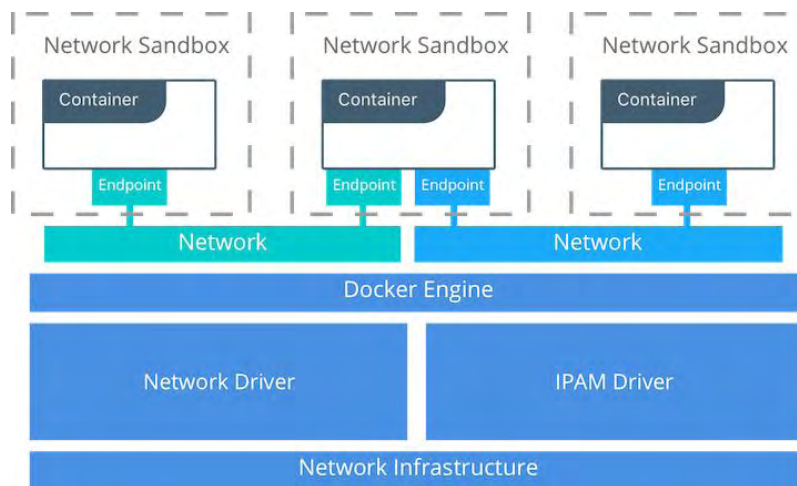 Network Sandbox
Network Sandbox
Network Sandbox
Container
Container
Container
Endpoint
Endpoint
Endpoint
Endpoint
Network
Network
Docker Engine
Network Driver
IPAM Driver
Network Infrastructure